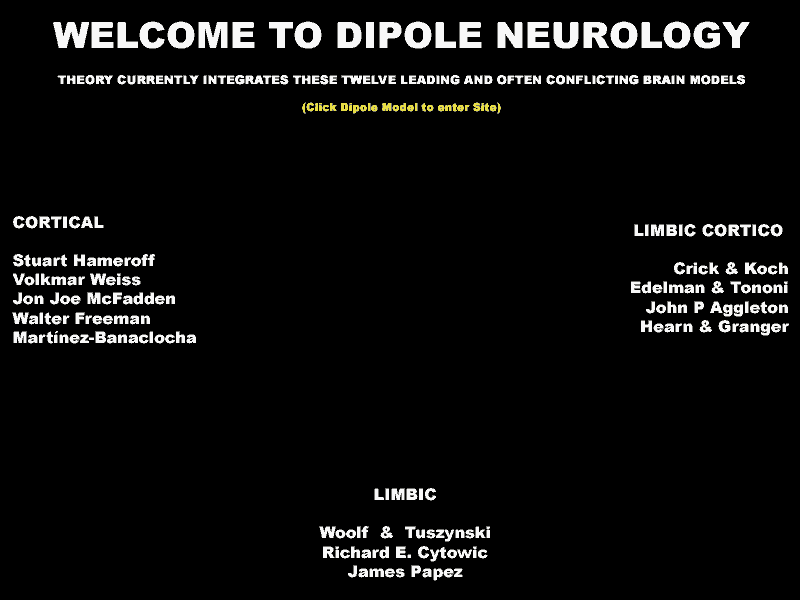 WELCOME TO DIPOLE NEUROLOGY
THEORY CURRENTLY INTEGRATES THESE TWELVE LEADING AND OFTEN CONFLICTING BRAIN MODELS
(Click Dipole Model to enter Site)
CORTICAL
Stuart Hameroff
Volkmar Weiss
Jon Joe McFadden
Walter Freeman
Martínez-Banaclocha
LIMBIC CORTICO
Crick & Koch
Edelman & Tononi
John P Aggleton
Hearn & Granger
LIMBIC
Woolf & Tuszynski
Richard E. Cytowic
James Papez